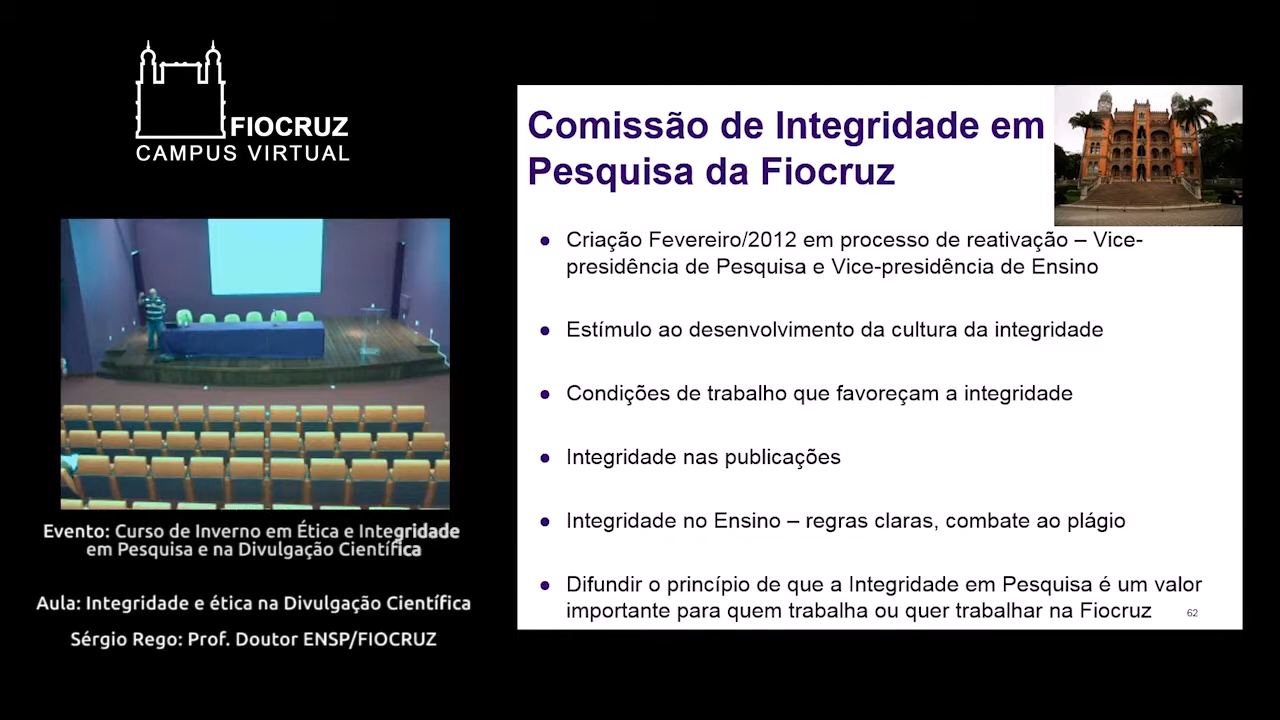 FIOCRUZ
CAMPUS VIRTUAL
Evento: Curso de Inverno em Ética e Integridade
em Pesquisa e na Divulgação Científica
Aula: Integridade e ética na Divulgação Científica
Sérgio Rego: Prof. Doutor ENSP/FIOCRUZ
Comissão de Integridade em
Pesquisa da Fiocruz
● Criação Fevereiro/2012 em processo de reativação – Vice-
presidência de Pesquisa e Vice-presidência de Ensino
● Estímulo ao desenvolvimento da cultura da integridade
● Condições de trabalho que favoreçam a integridade
● Integridade nas publicações
● Integridade no Ensino – regras claras, combate ao plágio
● Difundir o princípio de que a Integridade em Pesquisa é um valor
importante para quem trabalha ou quer trabalhar na Fiocruz
62